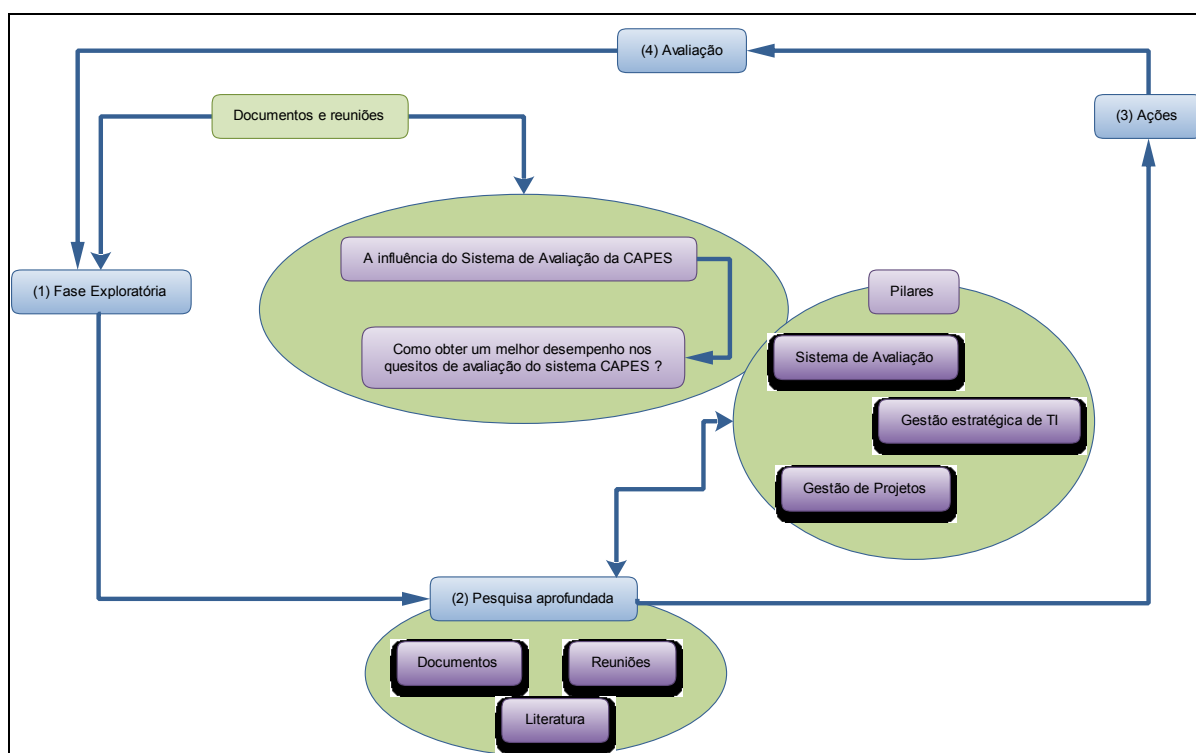 (4) Avaliação
Documentos e reuniões
(3) Ações
A influência do Sistema de Avaliação da CAPES
(1) Fase Exploratória
Pilares
Como obter um melhor desempenho nos
quesitos de avaliação do sistema CAPES ?
Sistema de Avaliação
Gestão estratégica de TI
Gestão de Projetos
(2) Pesquisa aprofundada
Documentos
Reuniões
Literatura